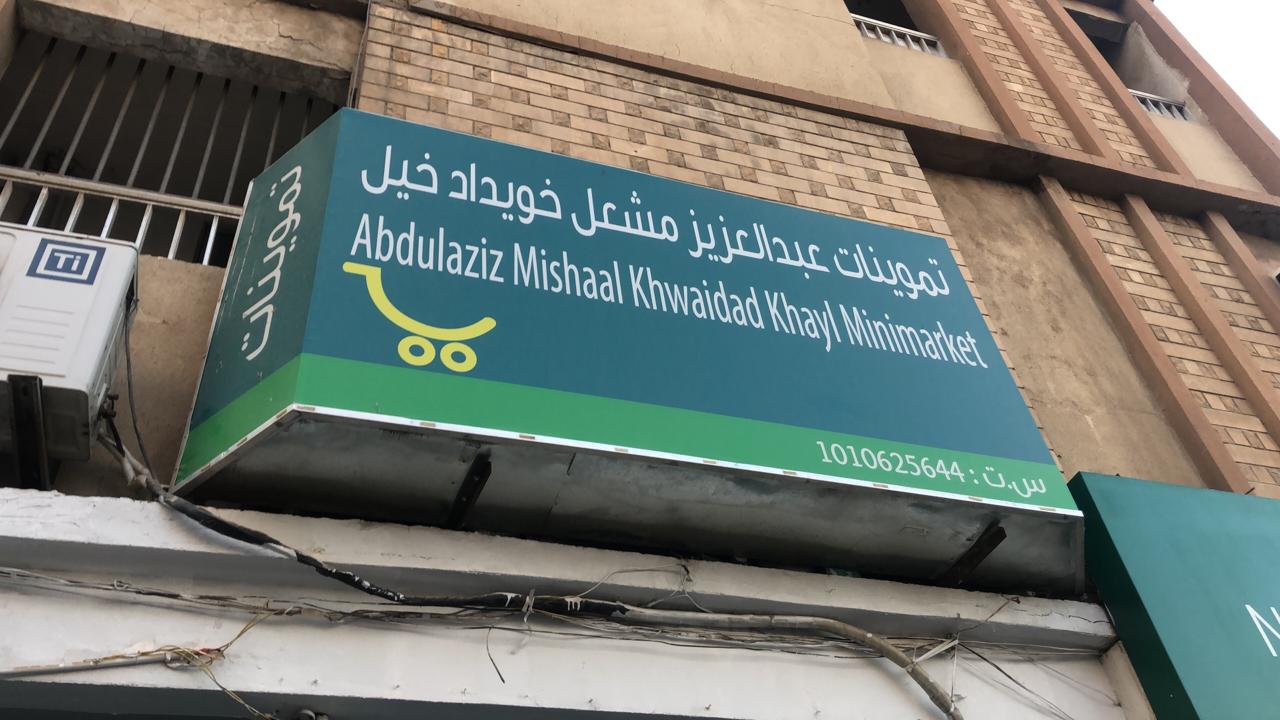 تموينات عبدالعزيز مشعل خويداد خيل
Abdulaziz Mishaal Khwaidad Khayl Minimarket
س.ت : 1010625644
تموينات
Ti
N